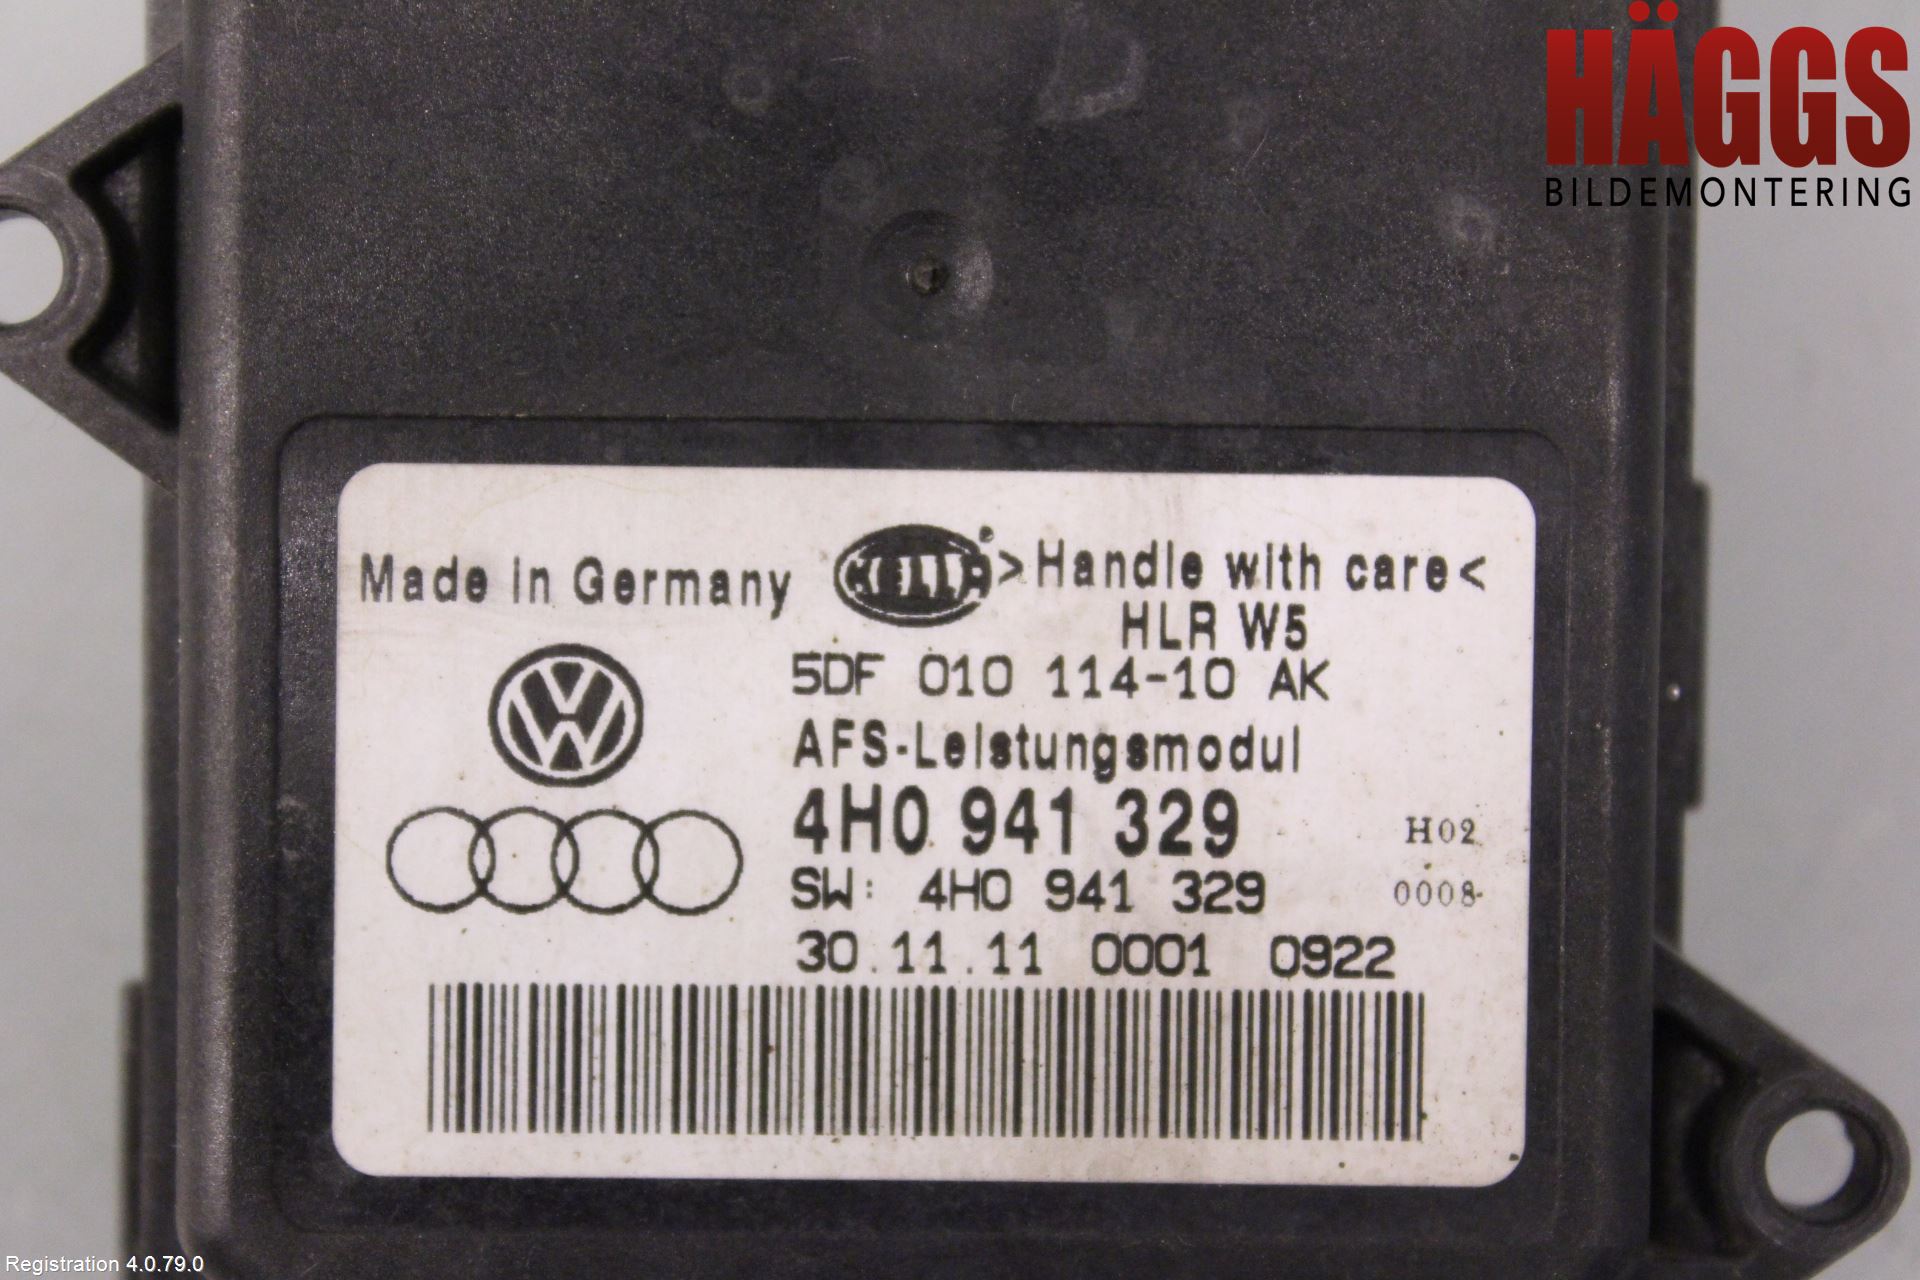 HÄGGS
BILDEMONTERING
Made in Germany HELLA >Handle with care<
HLR W5
5DF 010 114-10 AK
AFS-Leistungsmodul
4H0 941 329 H02
SW: 4H0 941 329 0008
30.11.11 0001 0922
Registration 4.0.79.0